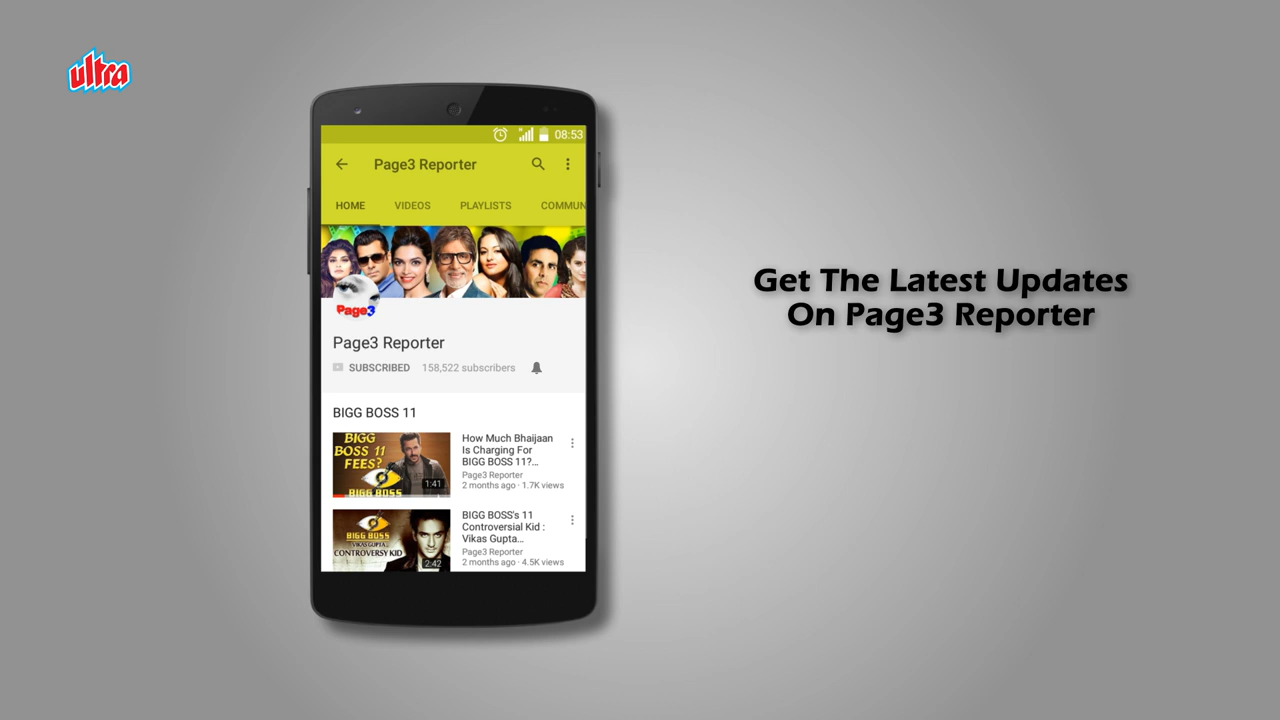 ultra
08:53
Page3 Reporter
HOME VIDEOS PLAYLISTS COMMUN
Page3
Page3 Reporter
SUBSCRIBED 158,522 subscribers
BIGG BOSS 11
BIGG
BOSS 11
FEES?
BIGG BOSS
1:41
How Much Bhaijaan
Is Charging For
BIGG BOSS 11?...
Page3 Reporter
2 months ago · 1.7K views
BIGG BOSS
VIKAS GUPTA..
CONTROVERSY KID
2:42
BIGG BOSS's 11
Controversial Kid :
Vikas Gupta...
Page3 Reporter
2 months ago · 4.5K views
Get The Latest Updates
On Page3 Reporter